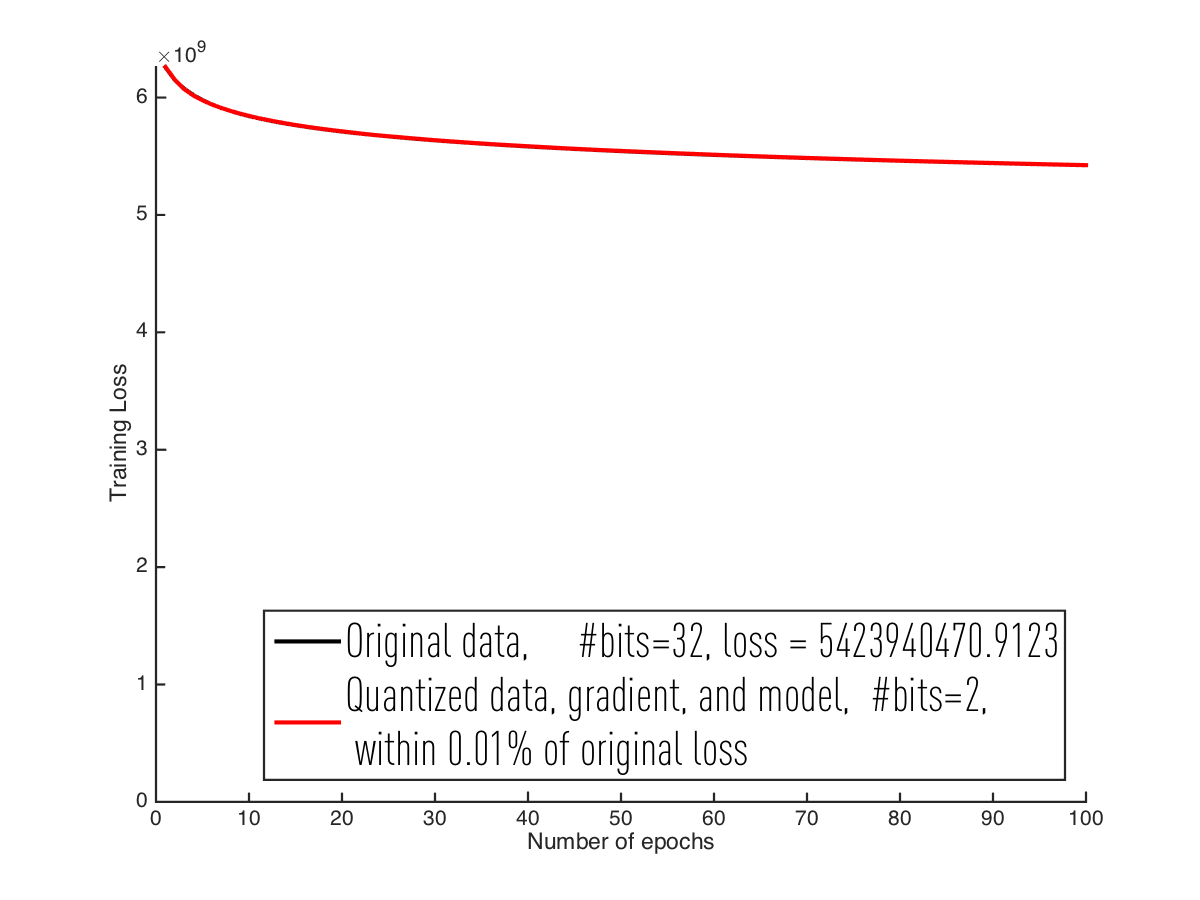 ×10^9
6
5
4
3
2
1
0
Training Loss
Original data, #bits=32, loss = 5423940470.9123
Quantized data, gradient, and model, #bits=2,
within 0.01% of original loss
0 10 20 30 40 50 60 70 80 90 100
Number of epochs